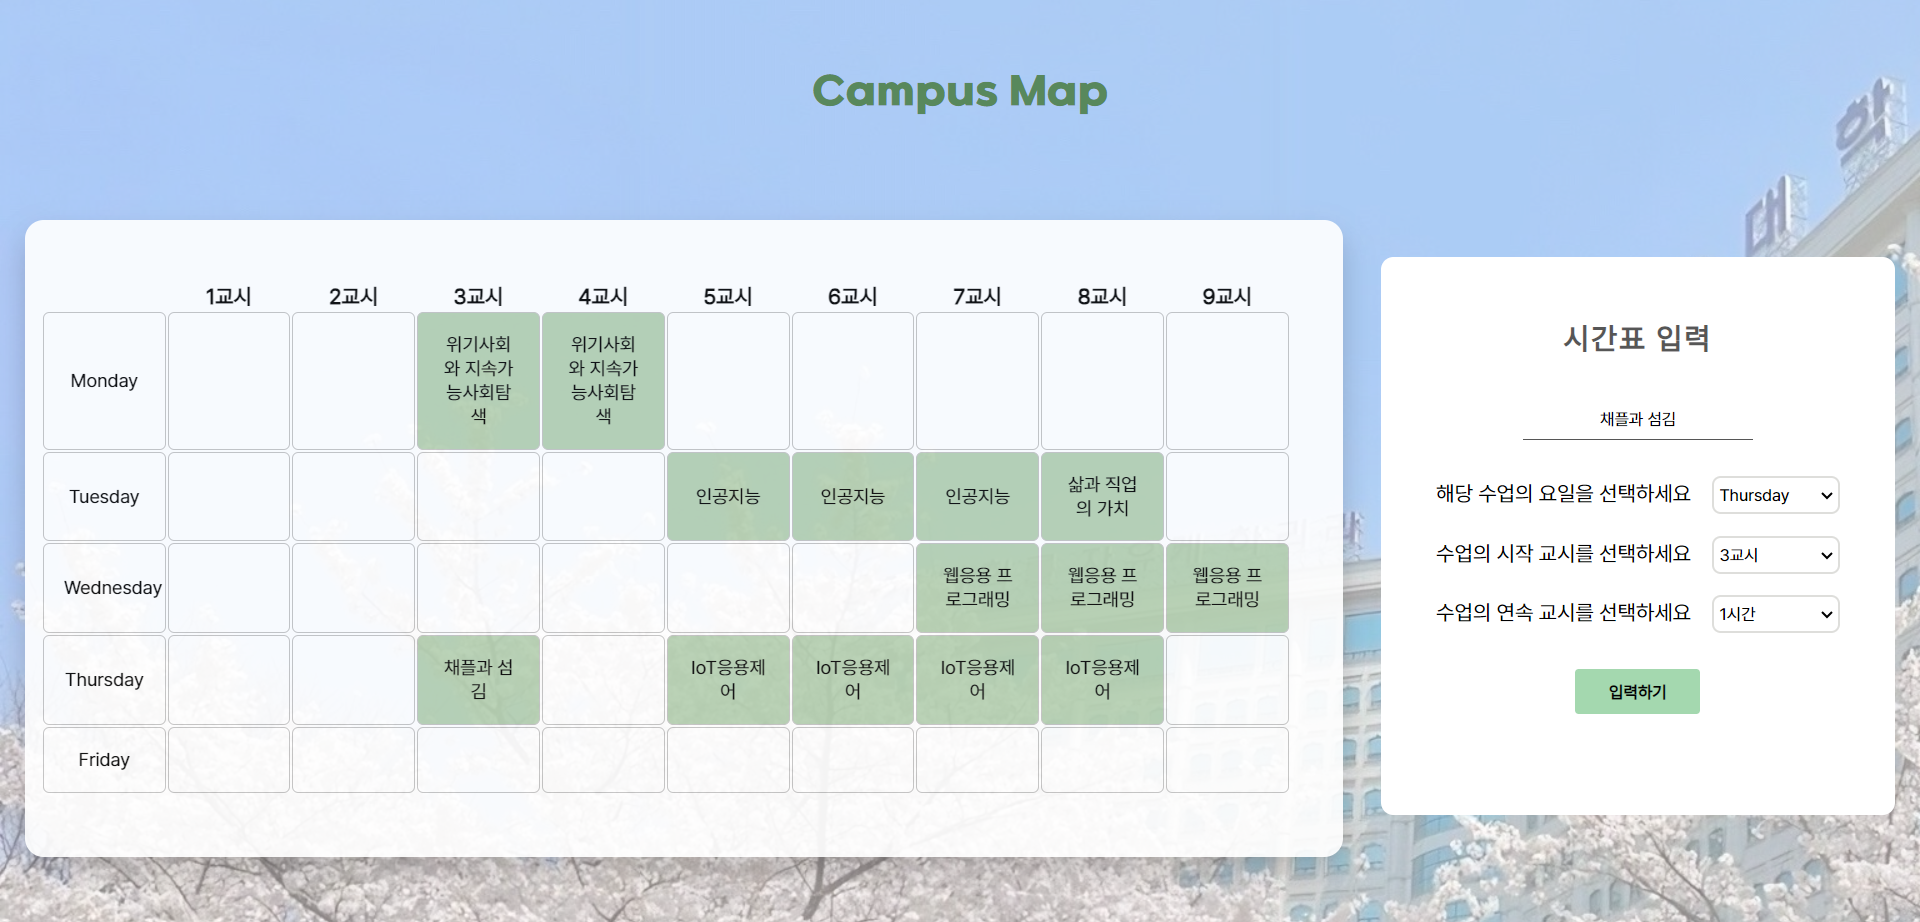 Campus Map
대 학
1교시 2교시 3교시 4교시 5교시 6교시 7교시 8교시 9교시
Monday
위기사회
와 지속가
능사회탐
색
위기사회
와 지속가
능사회탐
색
Tuesday
인공지능
인공지능
인공지능
삶과 직업
의 가치
Wednesday
웹응용 프
로그래밍
웹응용 프
로그래밍
웹응용 프
로그래밍
Thursday
채플과 섬
김
IoT응용제
어
IoT응용제
어
IoT응용제
어
IoT응용제
어
Friday
시간표 입력
채플과 섬김
해당 수업의 요일을 선택하세요 Thursday
수업의 시작 교시를 선택하세요 3교시
수업의 연속 교시를 선택하세요 1시간
입력하기